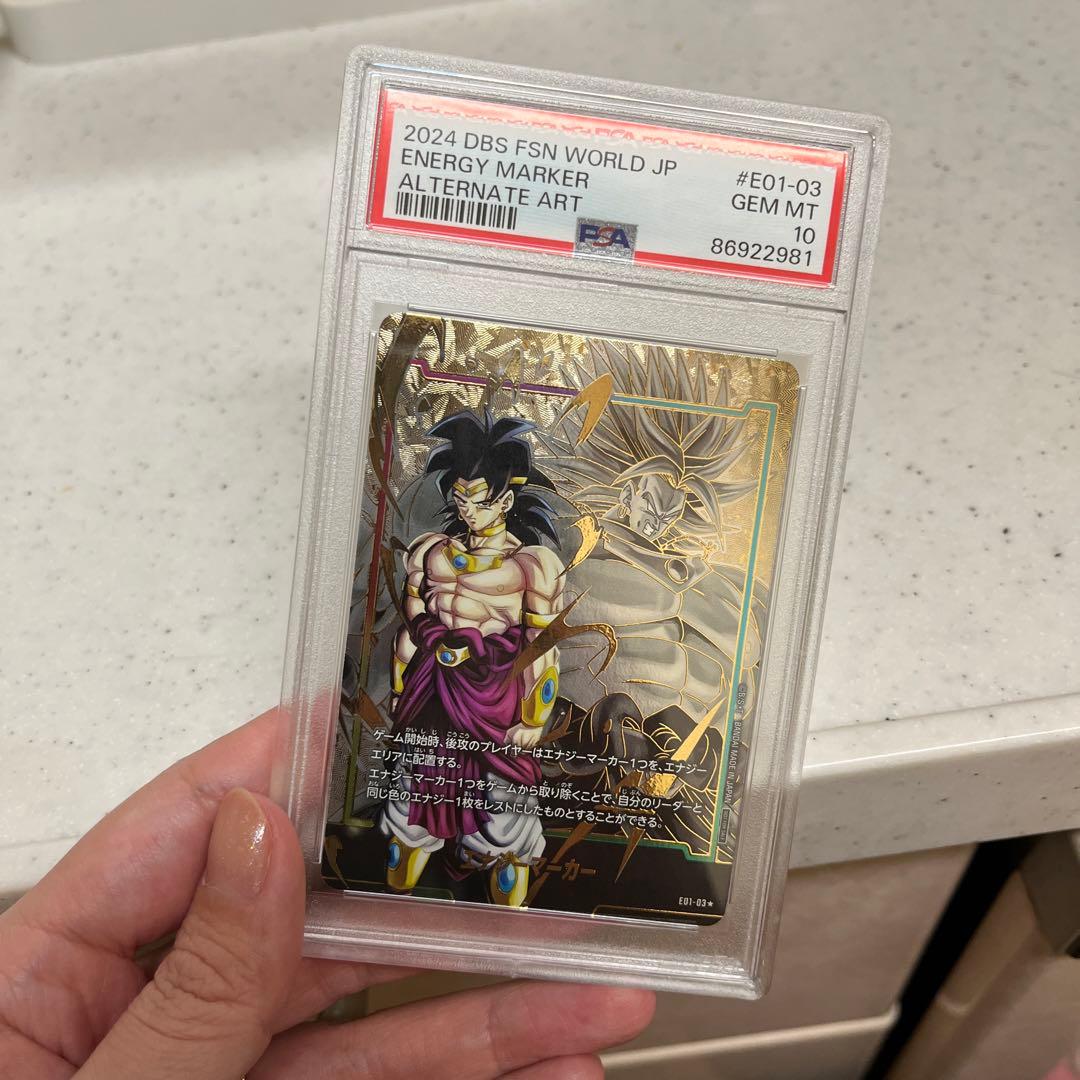 2024 DBS FSN WORLD JP
ENERGY MARKER
ALTERNATE ART
#E01-03
GEM MT
10
86922981
PSA
ゲーム開始時、後攻のプレイヤーはエナジーマーカー1つを、エナジー
エリアに配置する。
エナジーマーカー1つをゲームから取り除くことで、自分のリーダーと
同じ色のエナジー1枚をレストにしたものとすることができる。
エナジーマーカー
E01-03★
BANDAI MADE IN JAPAN